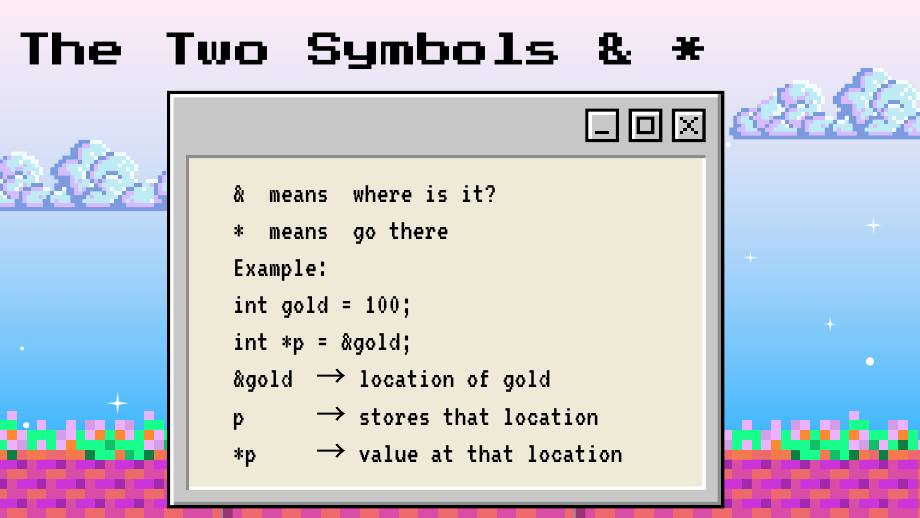 The Two Symbols & *
& means where is it?
* means go there
Example:
int gold = 100;
int *p = &gold;
&gold → location of gold
p → stores that location
*p → value at that location